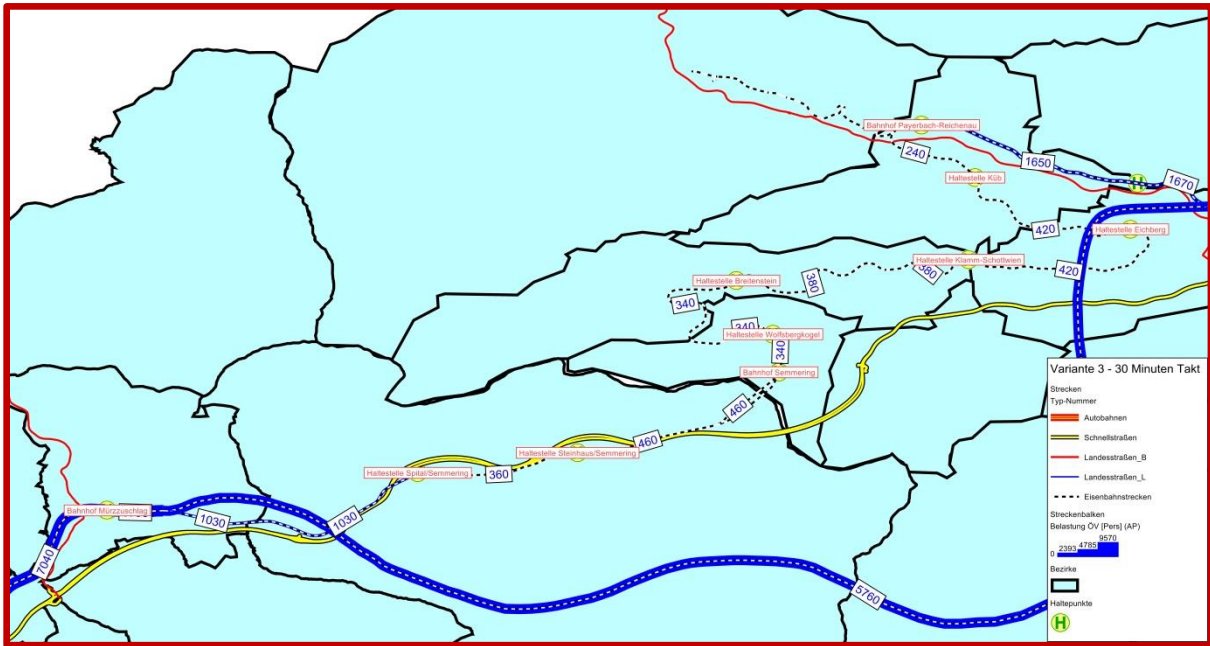 Bahnhof Payerbach-Reichenau
240
1650
H
1670
Haltestelle Küb
420
Haltestelle Eichberg
Haltestelle Klamm-Schottwien
380
420
Haltestelle Breitenstein
380
340
340
Haltestelle Wolfsbergkogel
340
Bahnhof Semmering
460
460
Haltestelle Steinhaus/Semmering
Haltestelle Spital/Semmering
360
Bahnhof Mürzzuschlag
1030
1030
7040
5760
Variante 3 - 30 Minuten Takt
Strecken
Typ-Nummer
Autobahnen
Schnellstraßen
Landesstraßen_B
Landesstraßen_L
Eisenbahnstrecken
Streckenbalken
Belastung ÖV [Pers] (AP)
0 2393 4785 9570
Bezirke
Haltepunkte
H